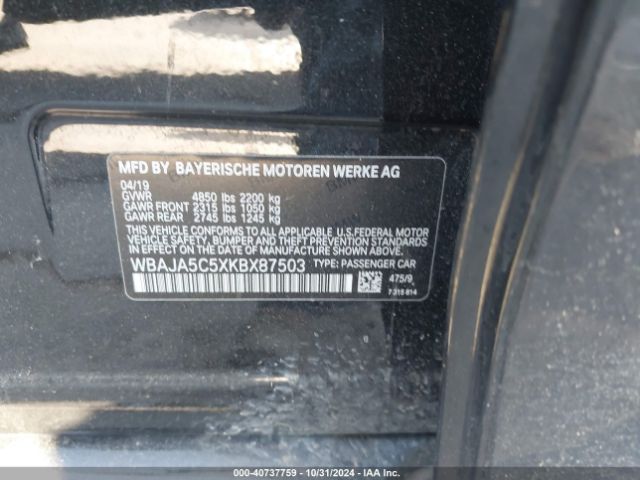 MFD BY BAYERISCHE MOTOREN WERKE AG
04/19
GVWR 4850 lbs 2200 kg
GAWR FRONT 2315 lbs 1050 kg
GAWR REAR 2745 lbs 1245 kg
THIS VEHICLE CONFORMS TO ALL APPLICABLE U.S.FEDERAL MOTOR
VEHICLE SAFETY, BUMPER AND THEFT PREVENTION STANDARDS
IN EFFECT ON THE DATE OF MANUFACTURE SHOWN ABOVE.
WBAJA5C5XKBX87503 TYPE: PASSENGER CAR
475/9
7 315 814
000-40737759 - 10/31/2024 - IAA Inc.